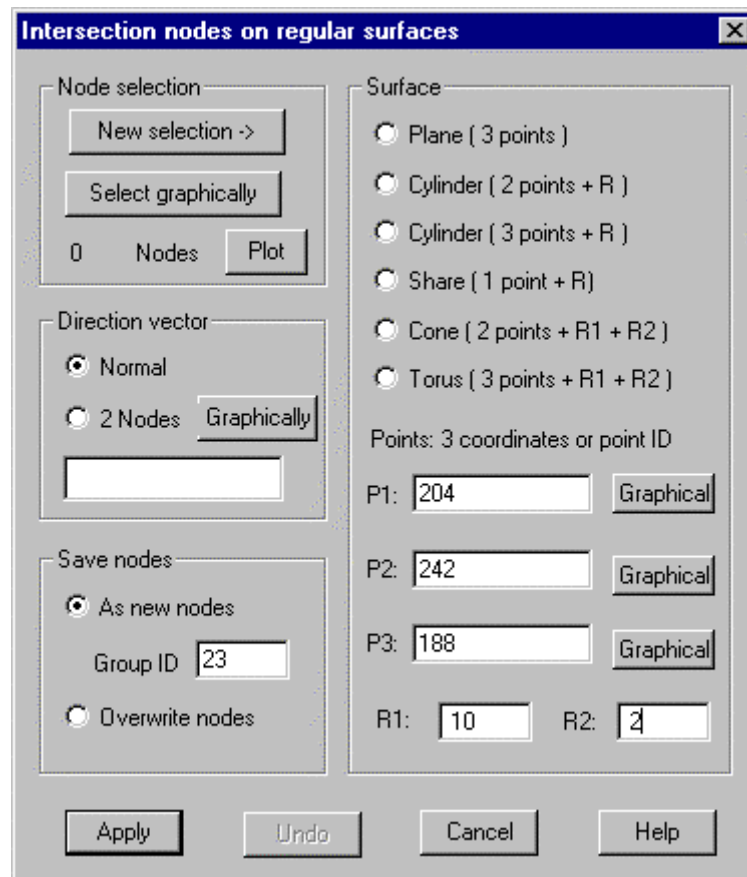 Intersection nodes on regular surfaces
Node selection
New selection ->
Select graphically
0 Nodes Plot
Direction vector
Normal
2 Nodes Graphically
Save nodes
As new nodes
Group ID 23
Overwrite nodes
Surface
Plane ( 3 points )
Cylinder ( 2 points + R )
Cylinder ( 3 points + R )
Share ( 1 point + R)
Cone ( 2 points + R1 + R2 )
Torus ( 3 points + R1 + R2 )
Points: 3 coordinates or point ID
P1: 204 Graphical
P2: 242 Graphical
P3: 188 Graphical
R1: 10 R2: 2
Apply Undo Cancel Help